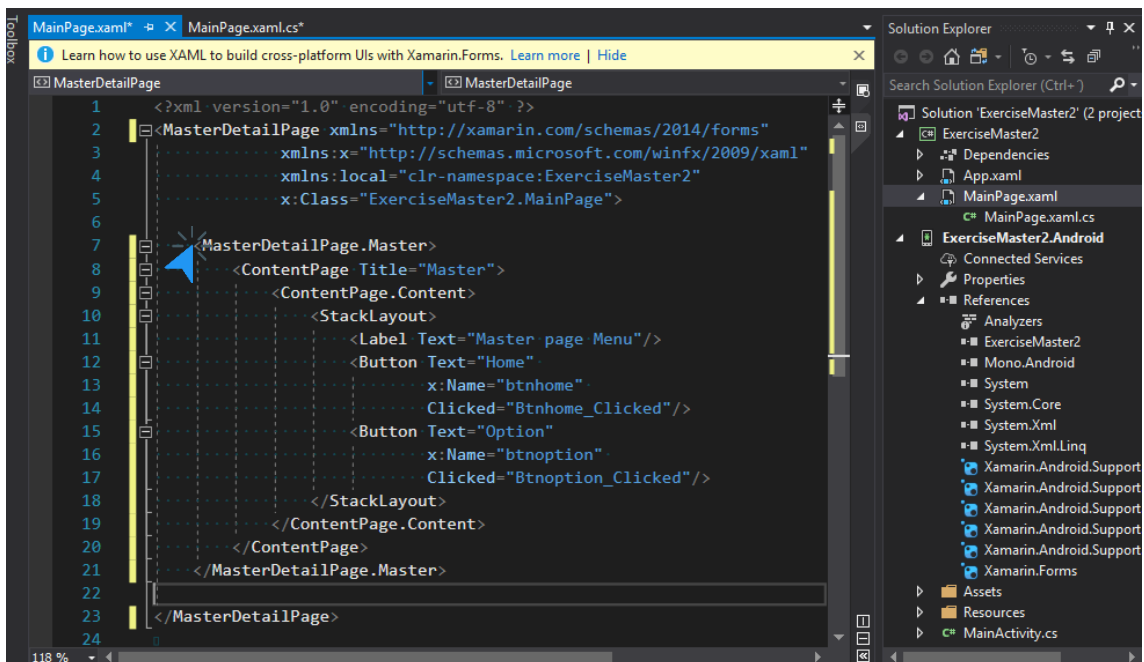 Toolbox
MainPage.xaml*
MainPage.xaml.cs*
Learn how to use XAML to build cross-platform UIs with Xamarin.Forms. Learn more | Hide
MasterDetailPage
MasterDetailPage
1 <?xml version="1.0" encoding="utf-8" ?>
2 <MasterDetailPage xmlns="http://xamarin.com/schemas/2014/forms"
3 xmlns:x="http://schemas.microsoft.com/winfx/2009/xaml"
4 xmlns:local="clr-namespace:ExerciseMaster2"
5 x:Class="ExerciseMaster2.MainPage">
6
7 <MasterDetailPage.Master>
8 <ContentPage Title="Master">
9 <ContentPage.Content>
10 <StackLayout>
11 <Label Text="Master page Menu"/>
12 <Button Text="Home"
13 x:Name="btnhome"
14 Clicked="Btnhome_Clicked"/>
15 <Button Text="Option"
16 x:Name="btnoption"
17 Clicked="Btnoption_Clicked"/>
18 </StackLayout>
19 </ContentPage.Content>
20 </ContentPage>
21 </MasterDetailPage.Master>
22
23 </MasterDetailPage>
24
118 %
Solution Explorer
Search Solution Explorer (Ctrl+´)
Solution 'ExerciseMaster2' (2 project
C# ExerciseMaster2
Dependencies
App.xaml
MainPage.xaml
C# MainPage.xaml.cs
ExerciseMaster2.Android
Connected Services
Properties
References
Analyzers
ExerciseMaster2
Mono.Android
System
System.Core
System.Xml
System.Xml.Linq
Xamarin.Android.Support
Xamarin.Android.Support
Xamarin.Android.Support
Xamarin.Android.Support
Xamarin.Android.Support
Xamarin.Forms
Assets
Resources
C# MainActivity.cs